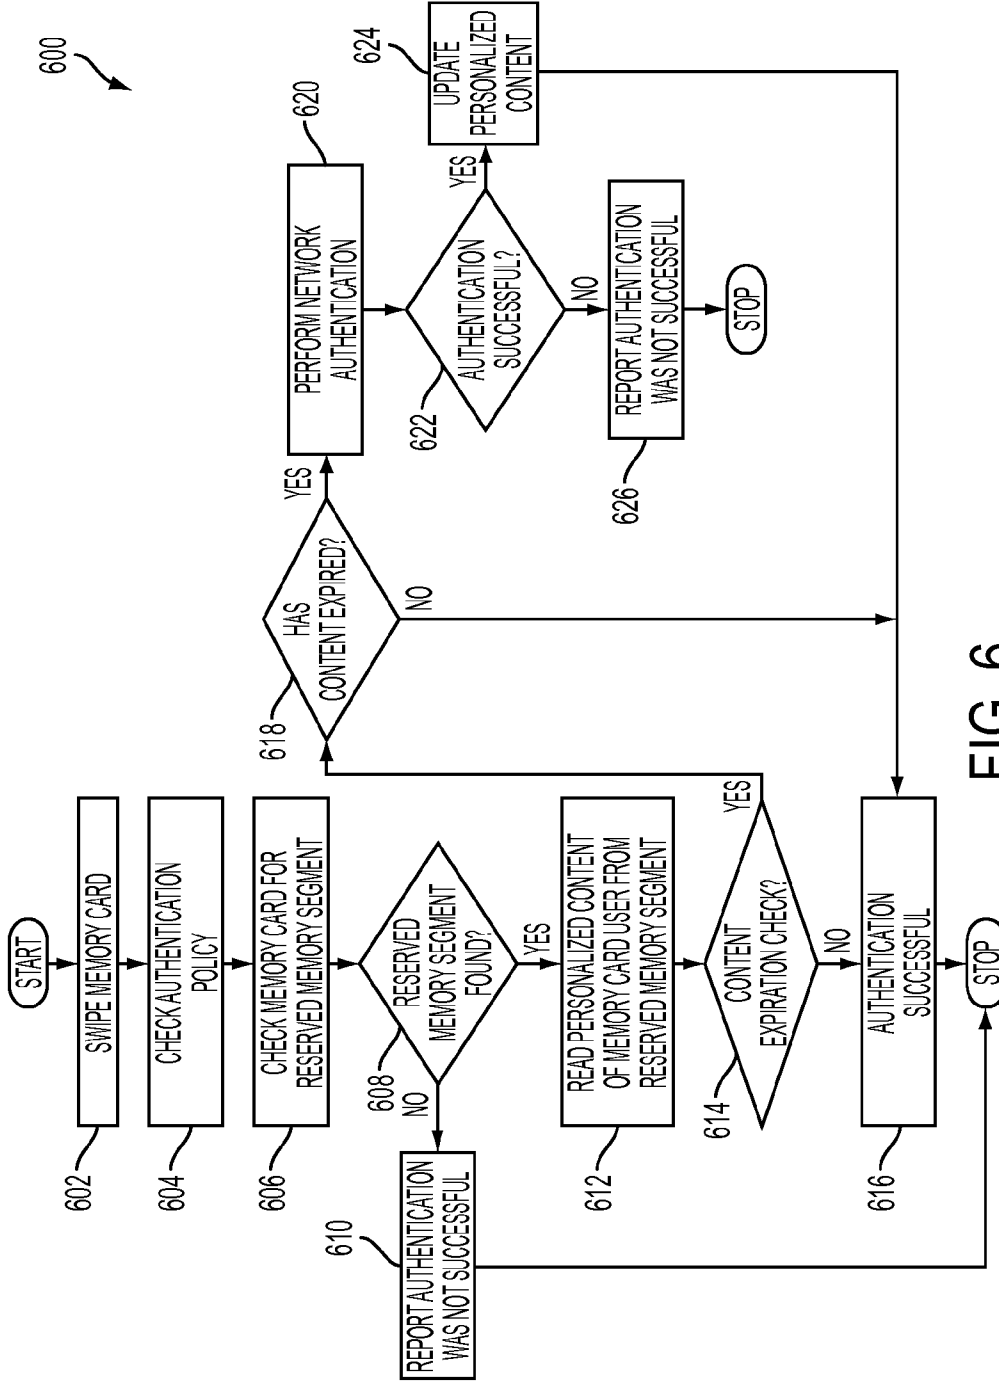 600
START
SWIPE MEMORY CARD
602
CHECK AUTHENTICATION
POLICY
604
CHECK MEMORY CARD FOR
RESERVED MEMORY SEGMENT
606
RESERVED
MEMORY SEGMENT
FOUND?
608
NO
YES
REPORT AUTHENTICATION
WAS NOT SUCCESSFUL
610
READ PERSONALIZED CONTENT
OF MEMORY CARD USER FROM
RESERVED MEMORY SEGMENT
612
CONTENT
EXPIRATION CHECK?
614
YES
NO
AUTHENTICATION
SUCCESSFUL
616
STOP
HAS
CONTENT EXPIRED?
618
YES
NO
PERFORM NETWORK
AUTHENTICATION
620
AUTHENTICATION
SUCCESSFUL?
622
YES
NO
UPDATE
PERSONALIZED
CONTENT
624
REPORT AUTHENTICATION
WAS NOT SUCCESSFUL
626
STOP
FIG. 6